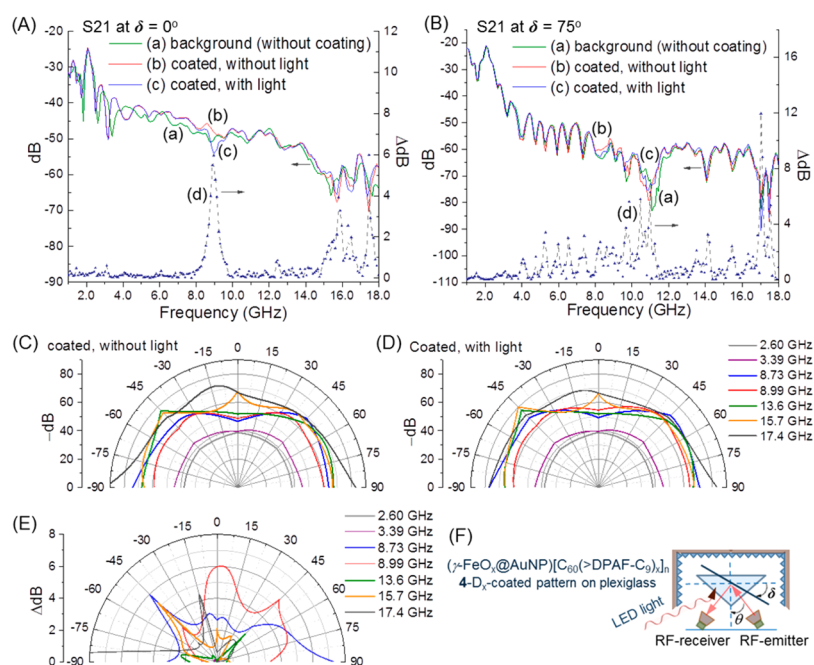 (A) S21 at δ = 0°
(a) background (without coating)
(b) coated, without light
(c) coated, with light
dB
-20
-30
-40
-50
-60
-70
-80
-90
ΔdB
12
10
8
6
4
2
0
(a)
(b)
(c)
(d)
2.0 4.0 6.0 8.0 10.0 12.0 14.0 16.0 18.0
Frequency (GHz)
(B) S21 at δ = 75°
(a) background (without coating)
(b) coated, without light
(c) coated, with light
dB
-20
-30
-40
-50
-60
-70
-80
-90
-100
-110
ΔdB
16
12
8
4
0
(b)
(c)
(d)
(a)
2.0 4.0 6.0 8.0 10.0 12.0 14.0 16.0 18.0
Frequency (GHz)
(C) coated, without light
-90 -75 -60 -45 -30 -15 0 15 30 45 60 75 90
−dB
80
60
40
20
0
(D) Coated, with light
-90 -75 -60 -45 -30 -15 0 15 30 45 60 75 90
−dB
80
60
40
20
0
2.60 GHz
3.39 GHz
8.73 GHz
8.99 GHz
13.6 GHz
15.7 GHz
17.4 GHz
(E)
-90 -75 -60 -45 -30 -15 0 15 30 45 60 75 90
ΔdB
8
6
4
2
0
2.60 GHz
3.39 GHz
8.73 GHz
8.99 GHz
13.6 GHz
15.7 GHz
17.4 GHz
(F)
(γ-FeOx@AuNP)[C60(>DPAF-C9)x]n
4-Dx-coated pattern on plexiglass
LED light
δ
θ
RF-receiver RF-emitter